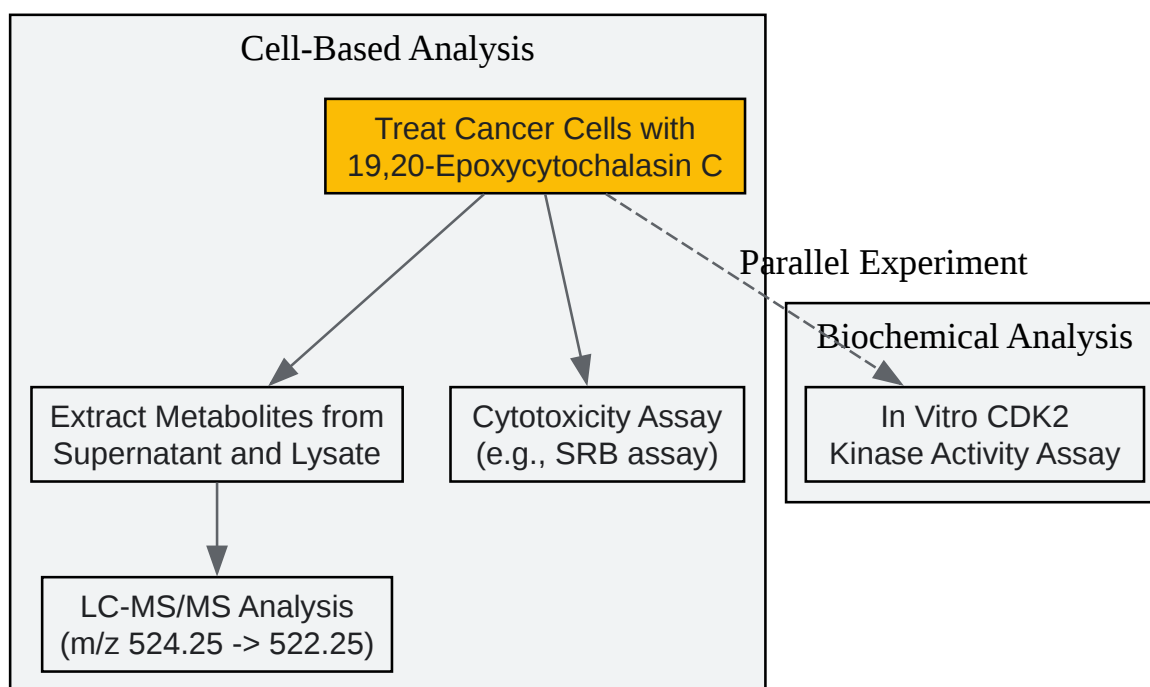 Cell-Based Analysis
Treat Cancer Cells with
19,20-Epoxycytochalasin C
Parallel Experiment
Biochemical Analysis
Extract Metabolites from
Supernatant and Lysate
Cytotoxicity Assay
(e.g., SRB assay)
In Vitro CDK2
Kinase Activity Assay
LC-MS/MS Analysis
(m/z 524.25 -> 522.25)